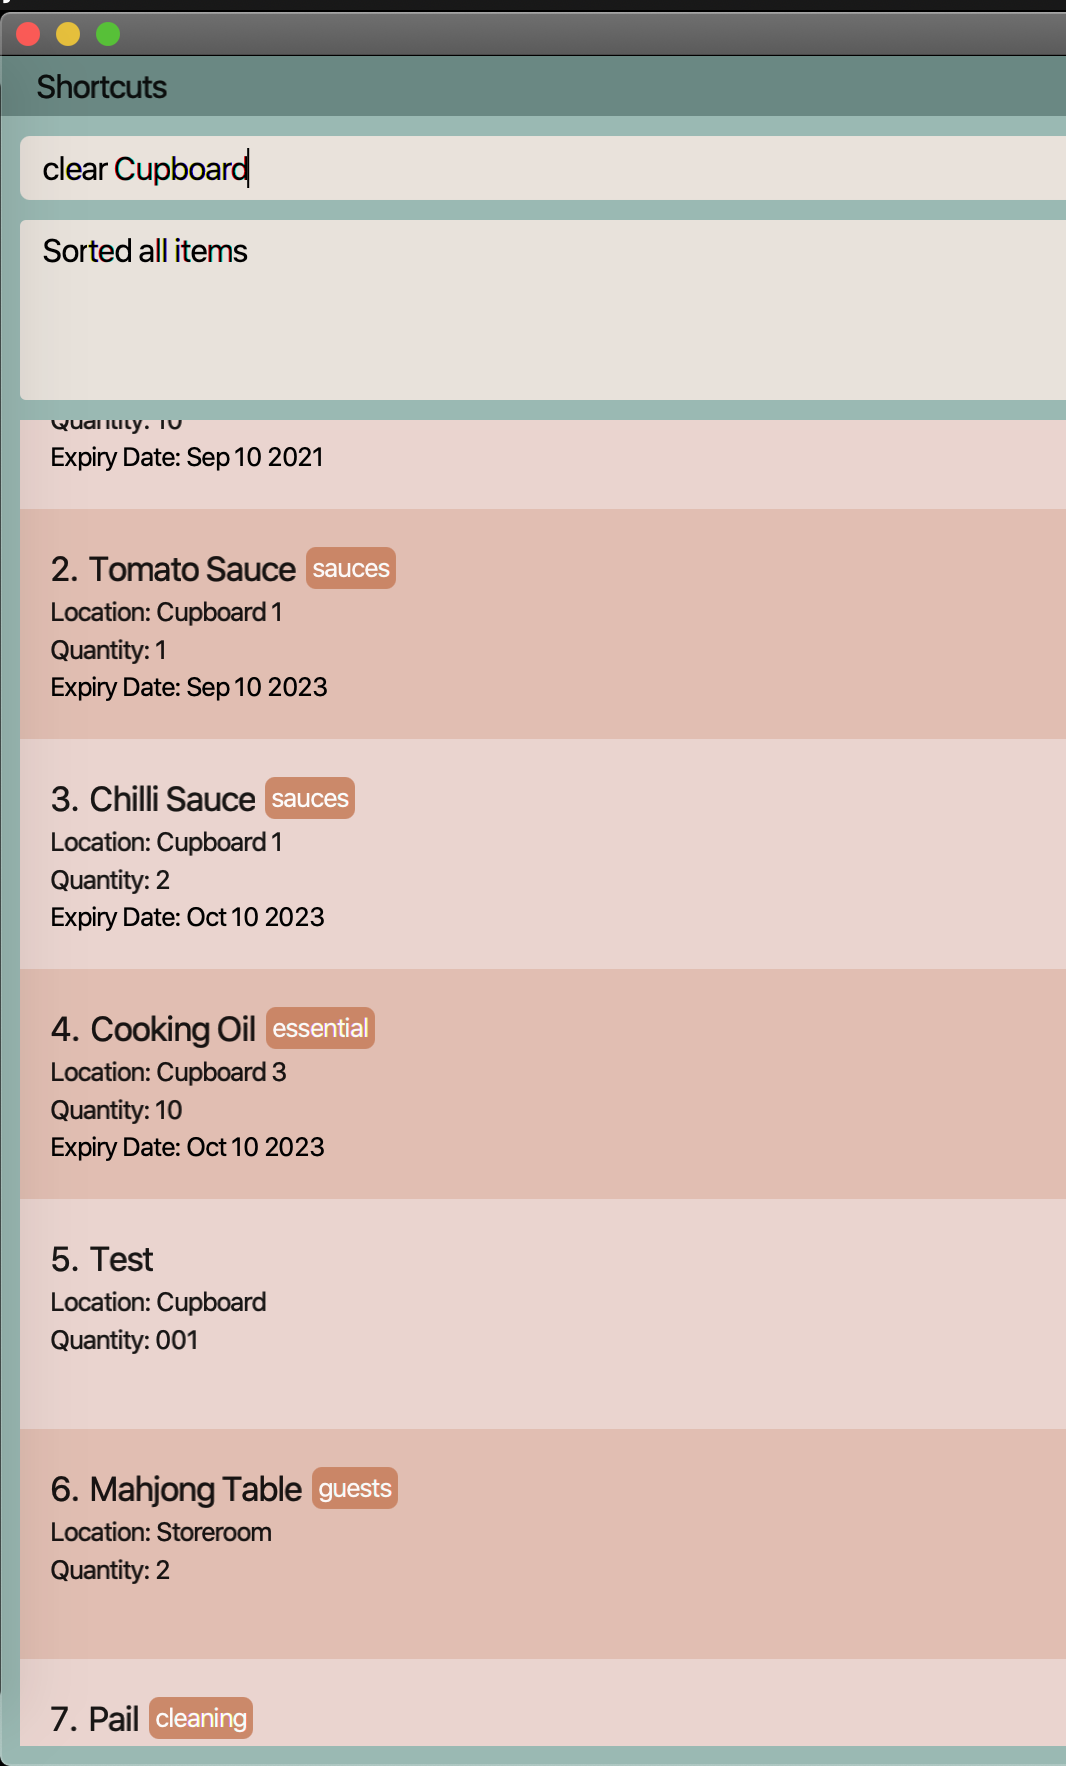 Shortcuts
clear Cupboard
Sorted all items
Quantity: 10
Expiry Date: Sep 10 2021
2. Tomato Sauce sauces
Location: Cupboard 1
Quantity: 1
Expiry Date: Sep 10 2023
3. Chilli Sauce sauces
Location: Cupboard 1
Quantity: 2
Expiry Date: Oct 10 2023
4. Cooking Oil essential
Location: Cupboard 3
Quantity: 10
Expiry Date: Oct 10 2023
5. Test
Location: Cupboard
Quantity: 001
6. Mahjong Table guests
Location: Storeroom
Quantity: 2
7. Pail cleaning